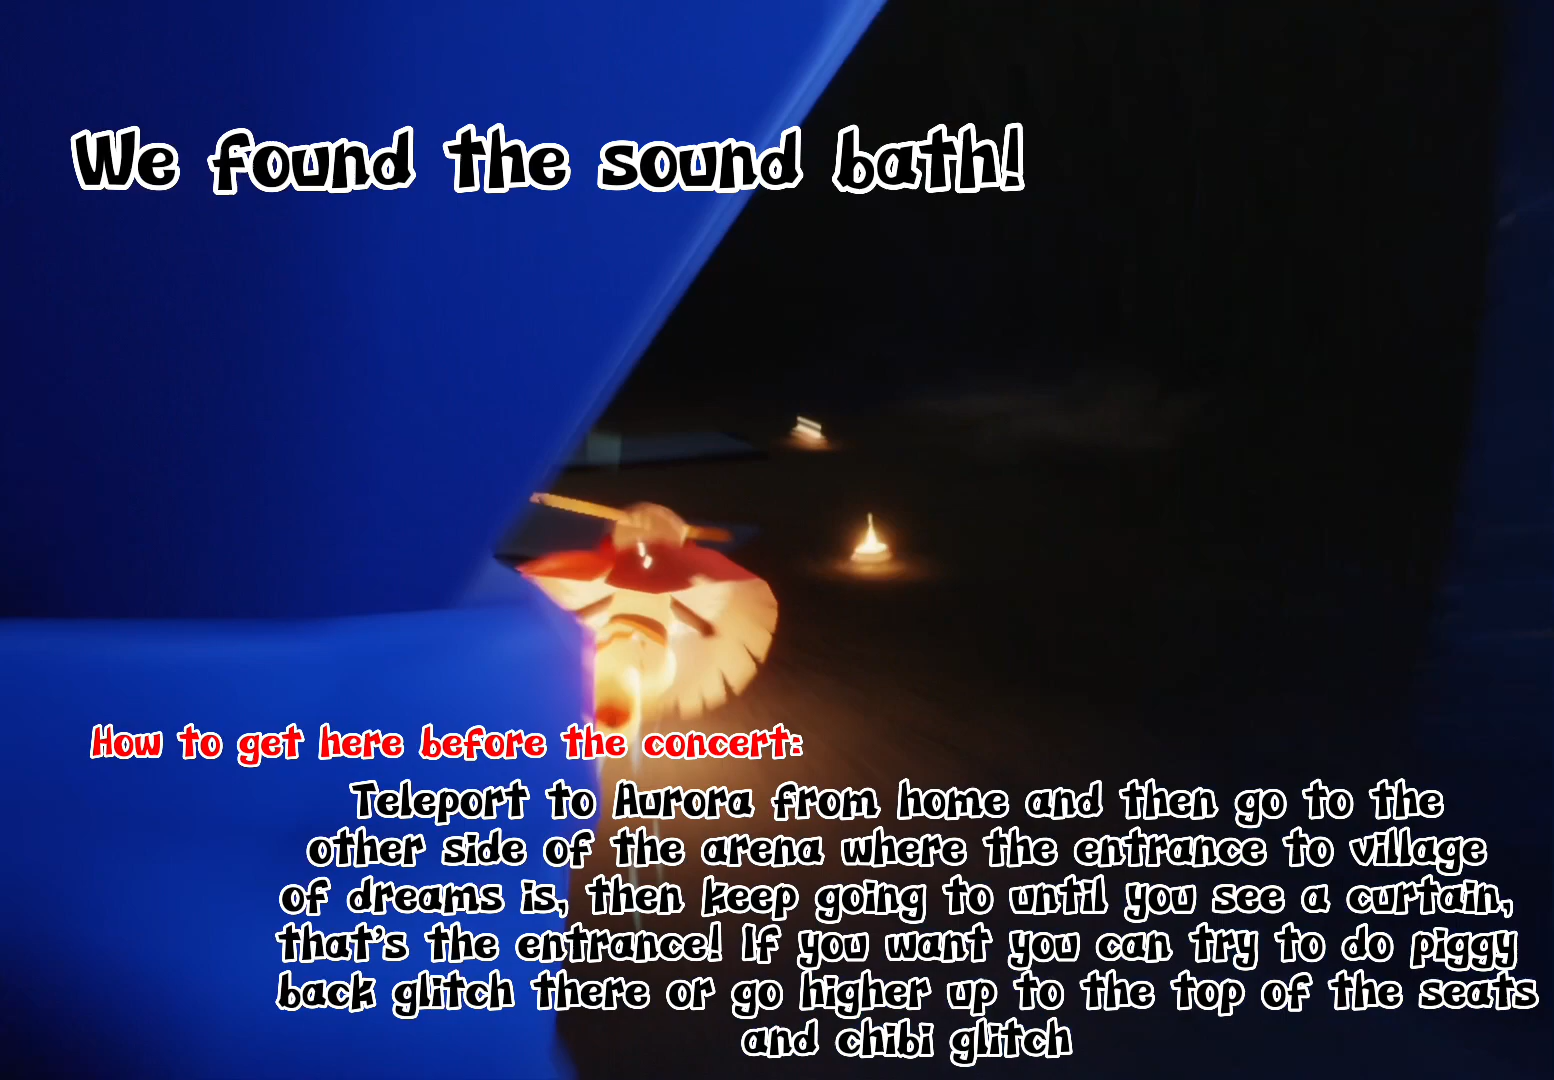 We found the sound bath!
How to get here before the concert:
Teleport to Aurora from home and then go to the
other side of the arena where the entrance to village
of dreams is, then keep going to until you see a curtain,
that's the entrance! If you want you can try to do piggy
back glitch there or go higher up to the top of the seats
and chibi glitch